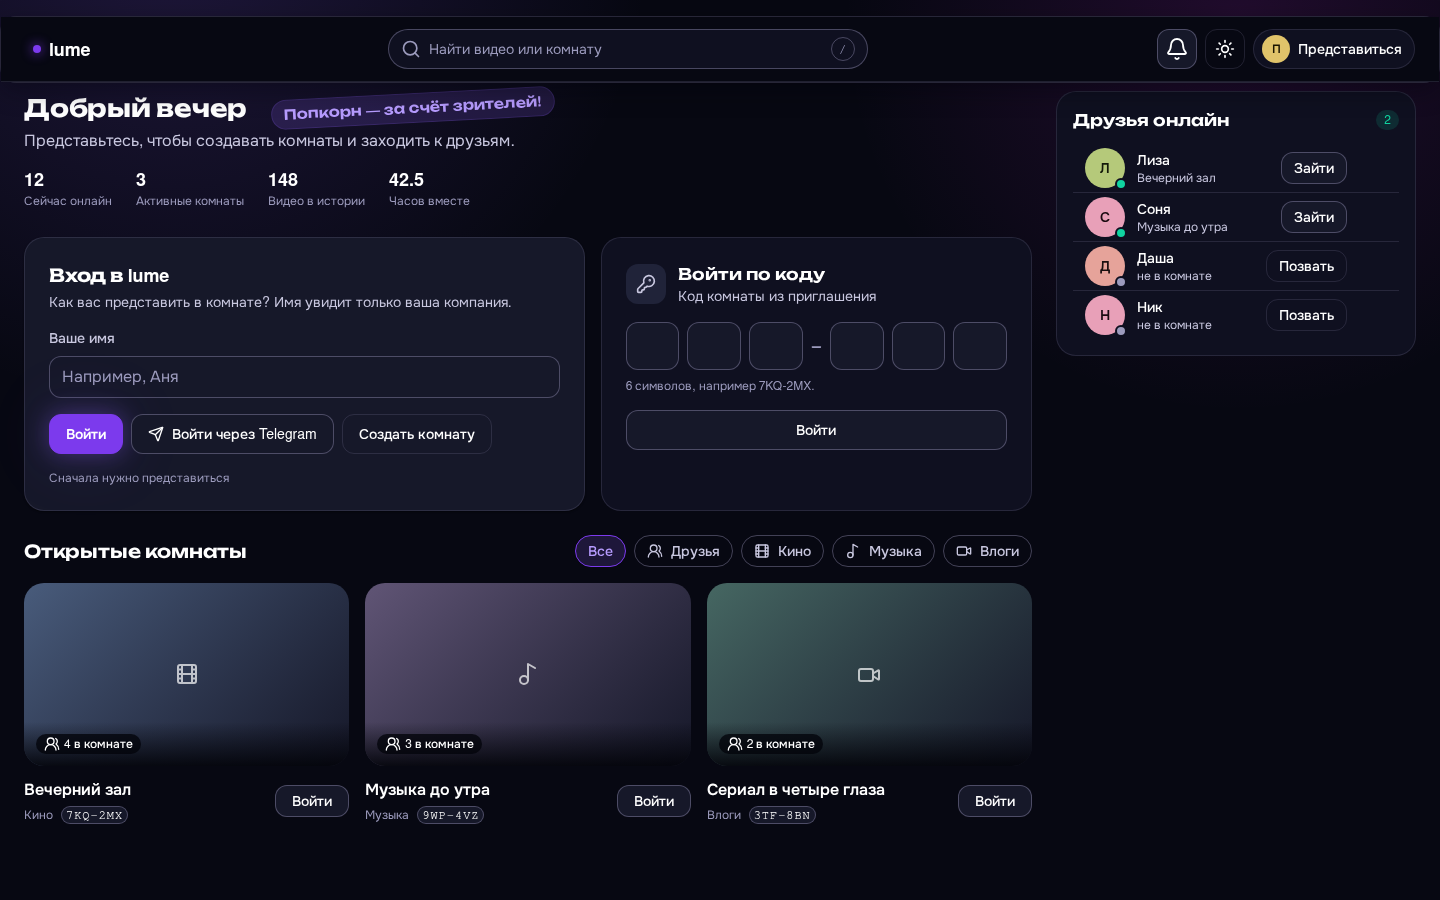 lume
Найти видео или комнату
/
П
Представиться
Добрый вечер
Попкорн — за счёт зрителей!
Представьтесь, чтобы создавать комнаты и заходить к друзьям.
12
Сейчас онлайн
3
Активные комнаты
148
Видео в истории
42.5
Часов вместе
Вход в lume
Как вас представить в комнате? Имя увидит только ваша компания.
Ваше имя
Например, Аня
Войти
Войти через Telegram
Создать комнату
Сначала нужно представиться
Войти по коду
Код комнаты из приглашения
–
6 символов, например 7KQ-2MX.
Войти
Друзья онлайн
2
Л
Лиза
Вечерний зал
Зайти
С
Соня
Музыка до утра
Зайти
Д
Даша
не в комнате
Позвать
Н
Ник
не в комнате
Позвать
Открытые комнаты
Все
Друзья
Кино
Музыка
Влоги
4 в комнате
Вечерний зал
Кино
7KQ-2MX
Войти
3 в комнате
Музыка до утра
Музыка
9WP-4VZ
Войти
2 в комнате
Сериал в четыре глаза
Влоги
3TF-8BN
Войти